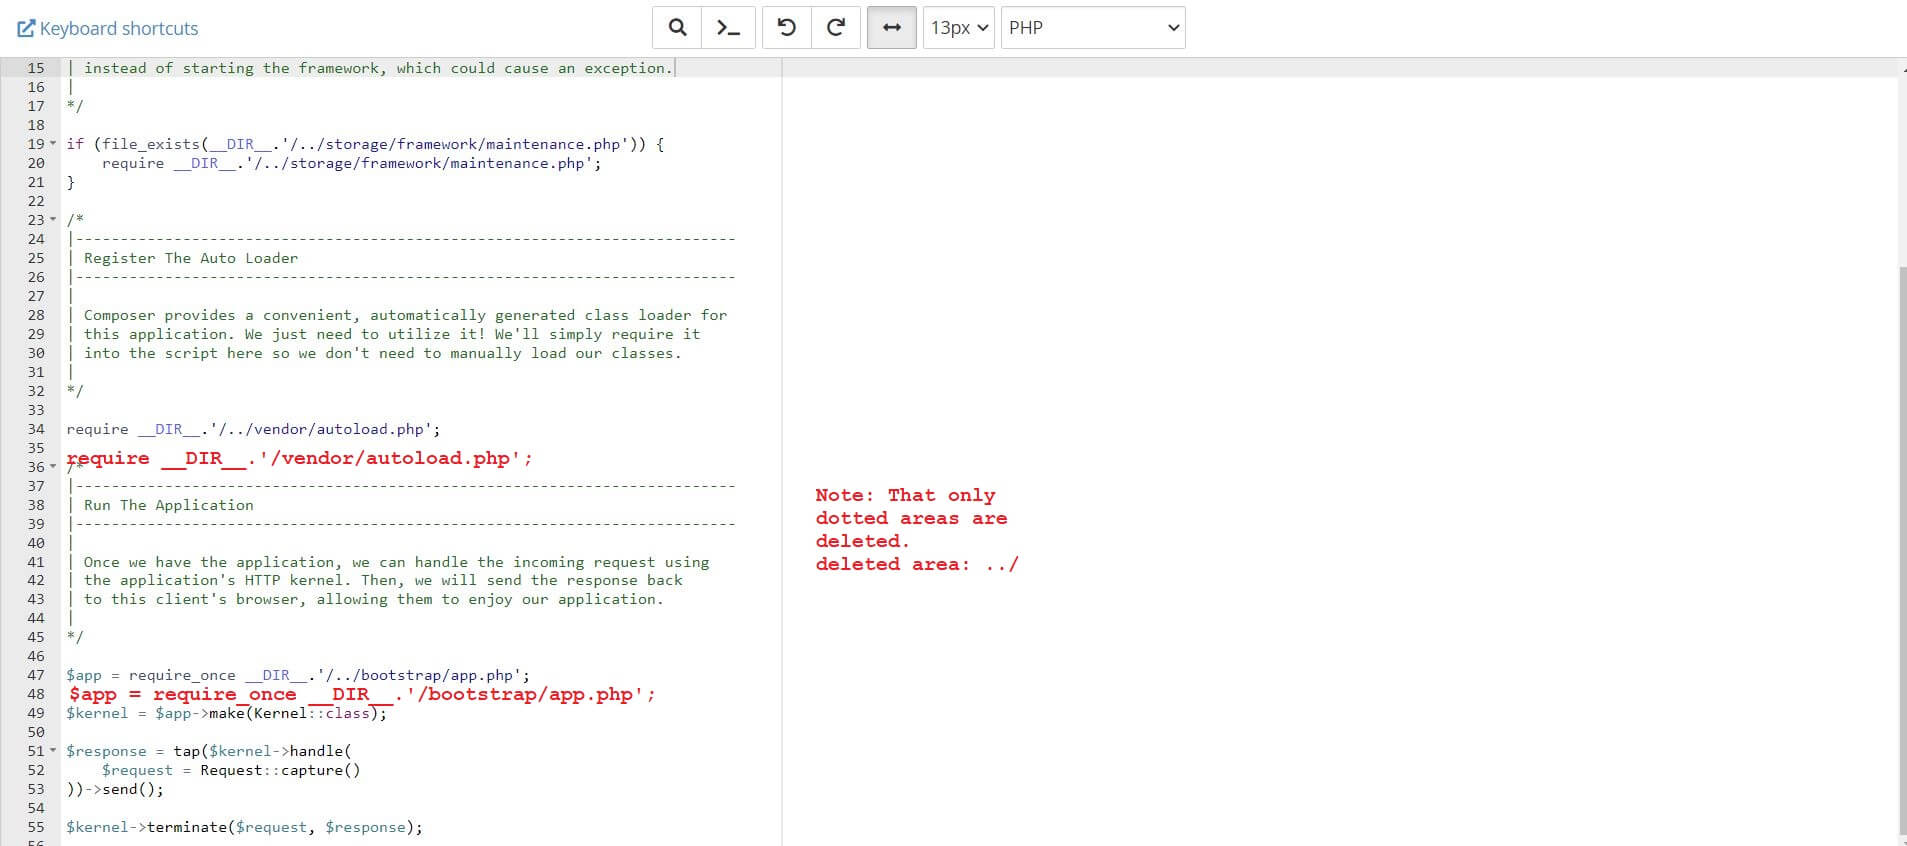 Keyboard shortcuts
13px
PHP
15 | instead of starting the framework, which could cause an exception.
16 |
17 */
18
19 if (file_exists(__DIR__.'/../storage/framework/maintenance.php')) {
20     require __DIR__.'/../storage/framework/maintenance.php';
21 }
22
23 /*
24 |--------------------------------------------------------------------------
25 | Register The Auto Loader
26 |--------------------------------------------------------------------------
27 |
28 | Composer provides a convenient, automatically generated class loader for
29 | this application. We just need to utilize it! We'll simply require it
30 | into the script here so we don't need to manually load our classes.
31 |
32 */
33
34 require __DIR__.'/../vendor/autoload.php';
35
require __DIR__.'/vendor/autoload.php';
36 /*
37 |--------------------------------------------------------------------------
38 | Run The Application
39 |--------------------------------------------------------------------------
40 |
41 | Once we have the application, we can handle the incoming request using
42 | the application's HTTP kernel. Then, we will send the response back
43 | to this client's browser, allowing them to enjoy our application.
44 |
45 */
46
47 $app = require_once __DIR__.'/../bootstrap/app.php';
48
$app = require_once __DIR__.'/bootstrap/app.php';
49 $kernel = $app->make(Kernel::class);
50
51 $response = tap($kernel->handle(
52     $request = Request::capture()
53 ))->send();
54
55 $kernel->terminate($request, $response);
56
Note: That only
dotted areas are
deleted.
deleted area: ../